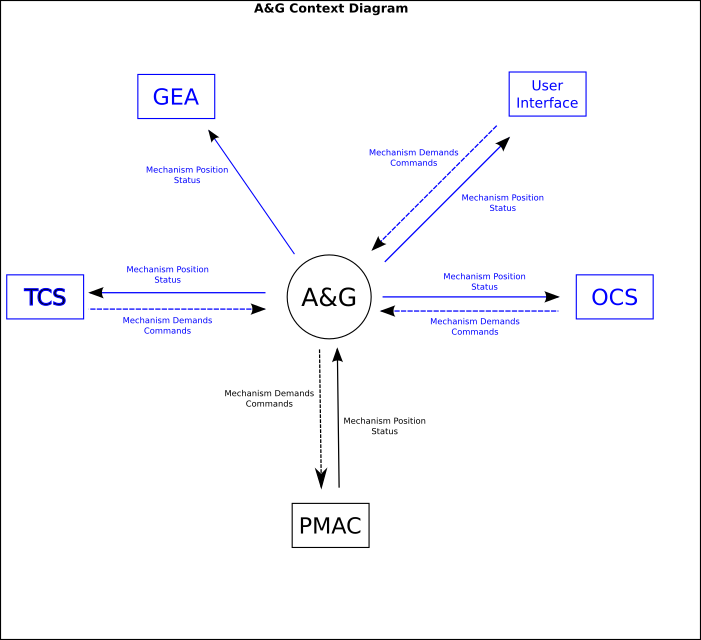 A&G Context Diagram
GEA
User
Interface
Mechanism Demands
Commands
Mechanism Position
Status
Mechanism Position
Status
TCS
Mechanism Position
Status
Mechanism Demands
Commands
A&G
Mechanism Position
Status
Mechanism Demands
Commands
OCS
Mechanism Demands
Commands
Mechanism Position
Status
PMAC